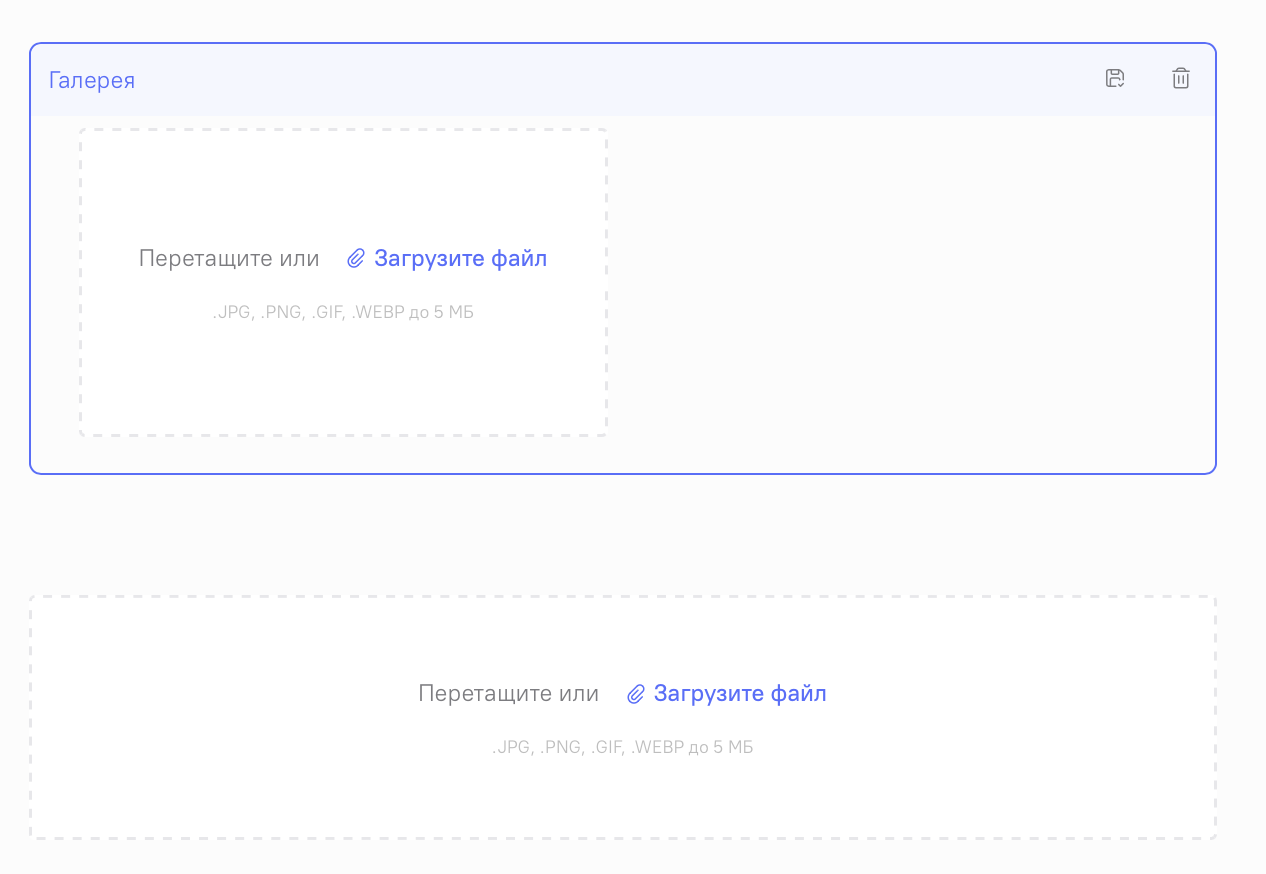 Галерея
Перетащите или Загрузите файл
.JPG, .PNG, .GIF, .WEBP до 5 МБ
Перетащите или Загрузите файл
.JPG, .PNG, .GIF, .WEBP до 5 МБ